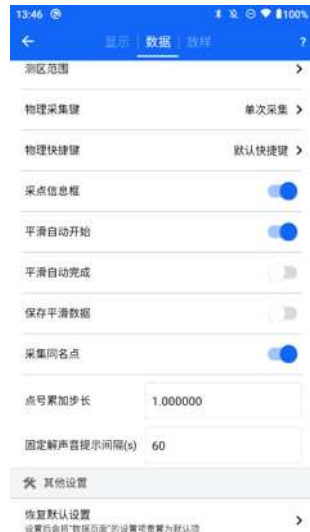 13:46 100%
显示 数据 放样 ?
测区范围
物理采集键 单次采集
物理快捷键 默认快捷键
采点信息框
平滑自动开始
平滑自动完成
保存平滑数据
采集同名点
点号累加步长 1.000000
固定解声音提示间隔(s) 60
其他设置
恢复默认设置
设置后会将"数据页面"的设置项重置为默认项